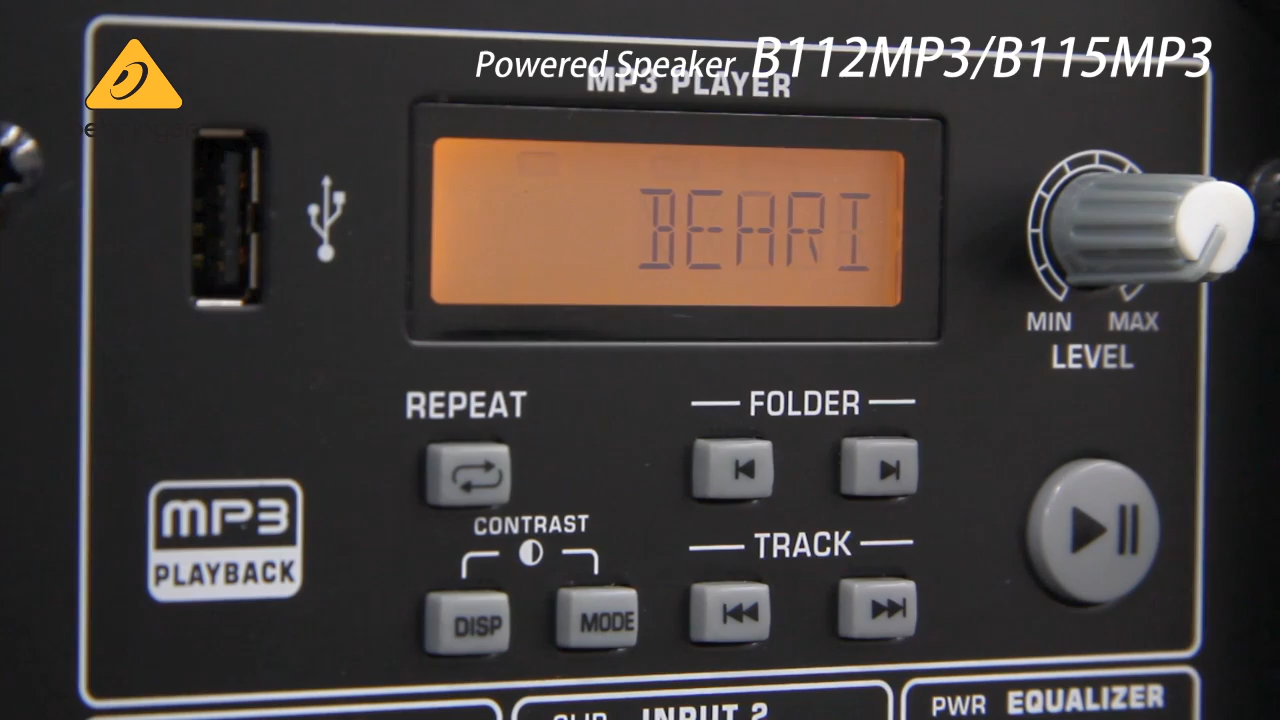 Powered Speaker B112MP3/B115MP3
MP3 PLAYER
BEARI
MIN MAX
LEVEL
REPEAT
FOLDER
CONTRAST
MP3
PLAYBACK
TRACK
DISP
MODE
INPUT 2
PWR EQUALIZER